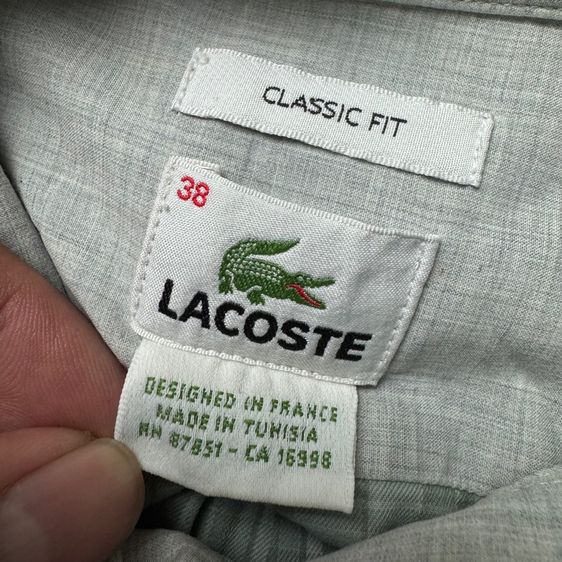 CLASSIC FIT
38
LACOSTE
DESIGNED IN FRANCE
MADE IN TUNISIA
RN 87851 - CA 16998